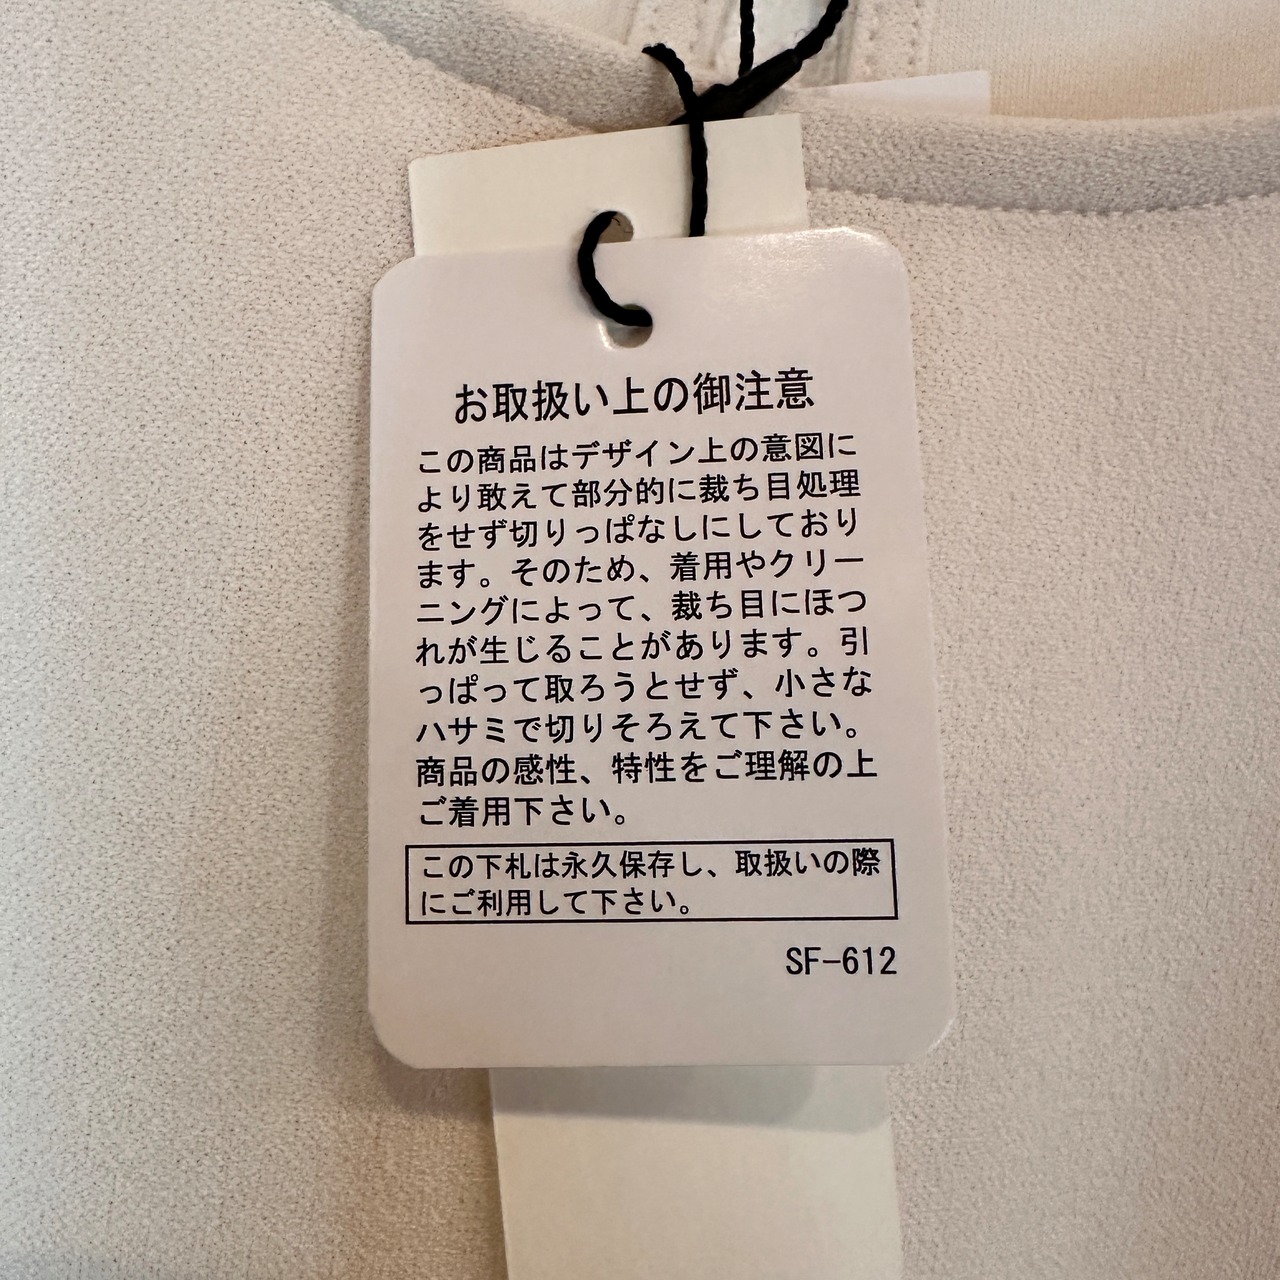 お取扱い上の御注意
この商品はデザイン上の意図に
より敢えて部分的に裁ち目処理
をせず切りっぱなしにしており
ます。そのため、着用やクリー
ニングによって、裁ち目にほつ
れが生じることがあります。引
っぱって取ろうとせず、小さな
ハサミで切りそろえて下さい。
商品の感性、特性をご理解の上
ご着用下さい。
この下札は永久保存し、取扱いの際
にご利用して下さい。
SF-612